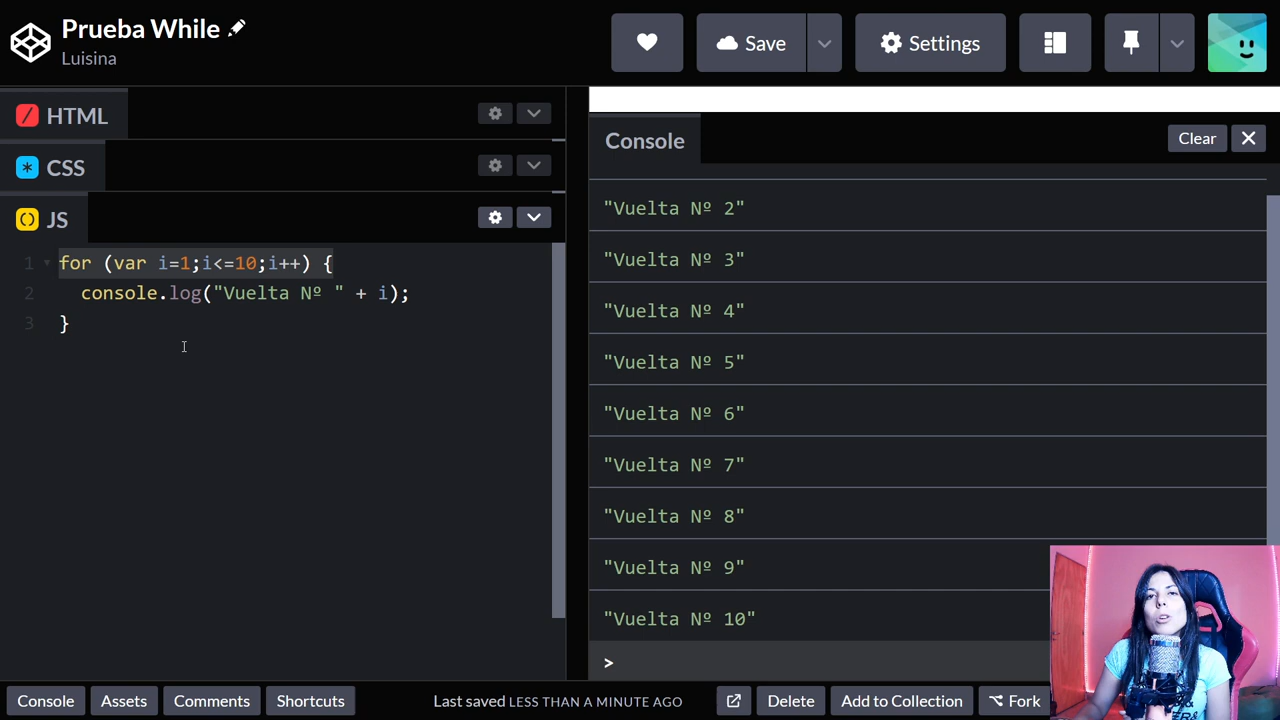 Prueba While
Luisina
Save
Settings
HTML
CSS
JS
1 for (var i=1;i<=10;i++) {
2 console.log("Vuelta Nº " + i);
3 }
Console
Clear
"Vuelta Nº 2"
"Vuelta Nº 3"
"Vuelta Nº 4"
"Vuelta Nº 5"
"Vuelta Nº 6"
"Vuelta Nº 7"
"Vuelta Nº 8"
"Vuelta Nº 9"
"Vuelta Nº 10"
>
Console Assets Comments Shortcuts Last saved LESS THAN A MINUTE AGO Delete Add to Collection Fork